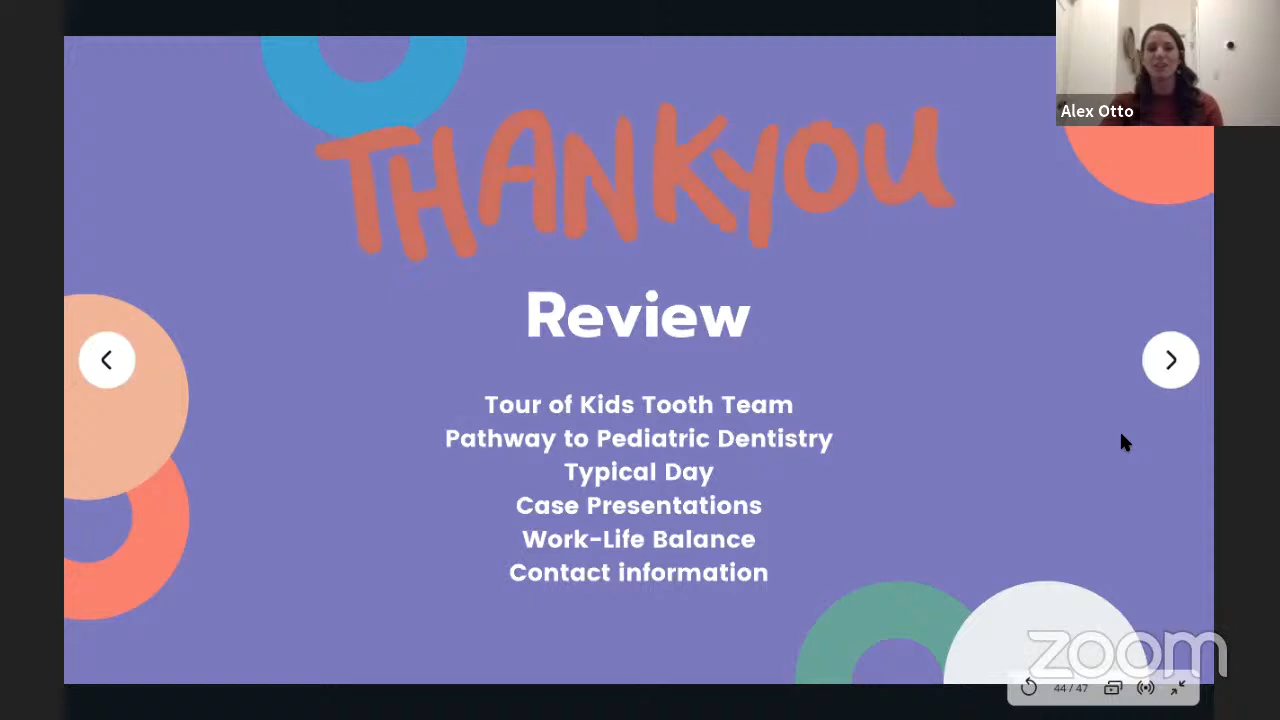 Alex Otto
THANKYOU
Review
Tour of Kids Tooth Team
Pathway to Pediatric Dentistry
Typical Day
Case Presentations
Work-Life Balance
Contact information
zoom
44 / 47